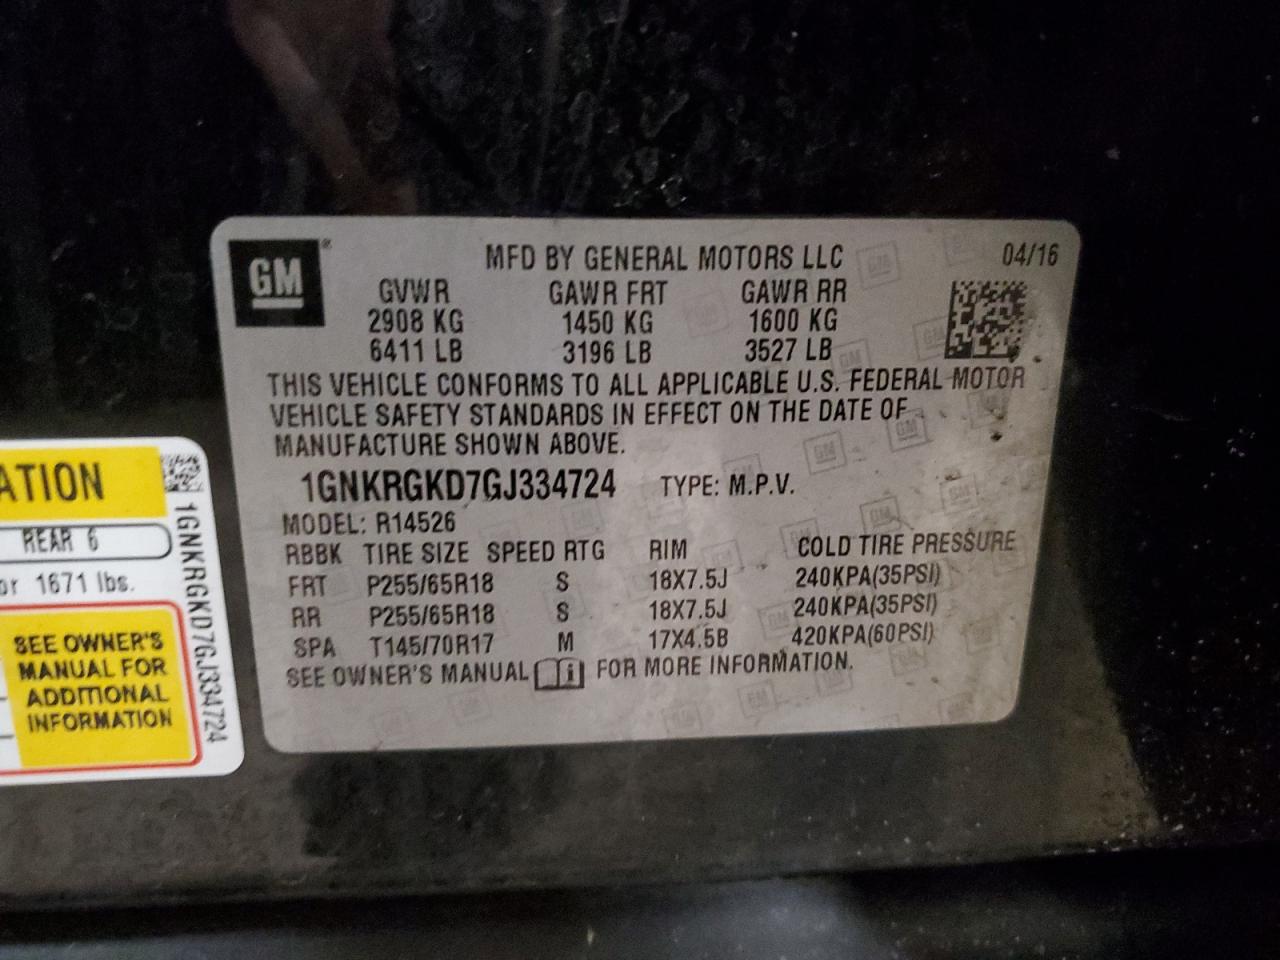 GM®
MFD BY GENERAL MOTORS LLC 04/16
GVWR GAWR FRT GAWR RR
2908 KG 1450 KG 1600 KG
6411 LB 3196 LB 3527 LB
THIS VEHICLE CONFORMS TO ALL APPLICABLE U.S. FEDERAL MOTOR
VEHICLE SAFETY STANDARDS IN EFFECT ON THE DATE OF
MANUFACTURE SHOWN ABOVE.
1GNKRGKD7GJ334724 TYPE: M.P.V.
MODEL: R14526
RBBK TIRE SIZE SPEED RTG RIM COLD TIRE PRESSURE
FRT P255/65R18 S 18X7.5J 240KPA(35PSI)
RR P255/65R18 S 18X7.5J 240KPA(35PSI)
SPA T145/70R17 M 17X4.5B 420KPA(60PSI)
SEE OWNER'S MANUAL FOR MORE INFORMATION.
ATION
REAR 6
or 1671 lbs.
SEE OWNER'S
MANUAL FOR
ADDITIONAL
INFORMATION
1GNKRGKD7GJ334724